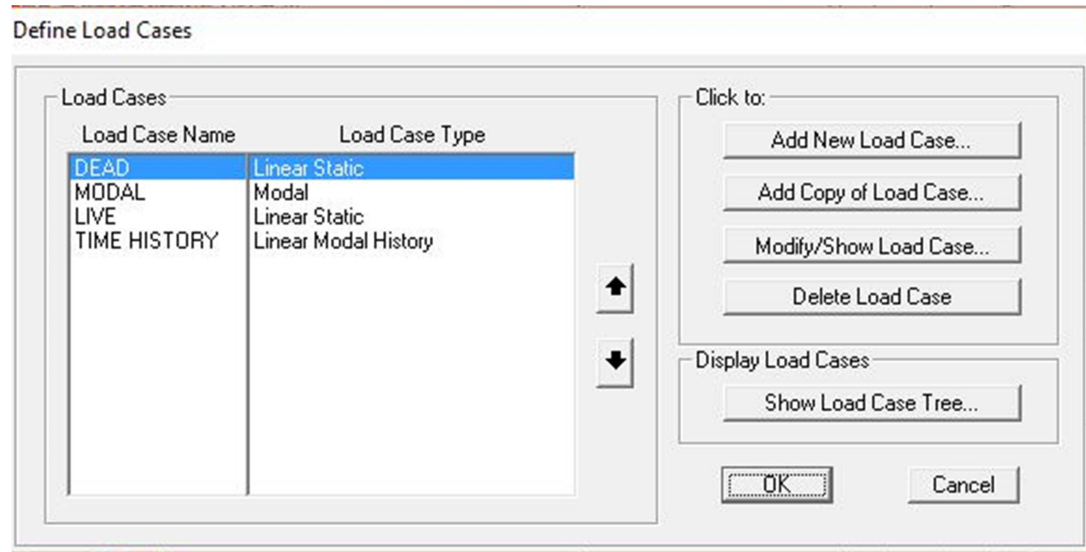 Define Load Cases
Load Cases
Load Case Name Load Case Type
DEAD Linear Static
MODAL Modal
LIVE Linear Static
TIME HISTORY Linear Modal History
Click to:
Add New Load Case...
Add Copy of Load Case...
Modify/Show Load Case...
Delete Load Case
Display Load Cases
Show Load Case Tree...
OK Cancel